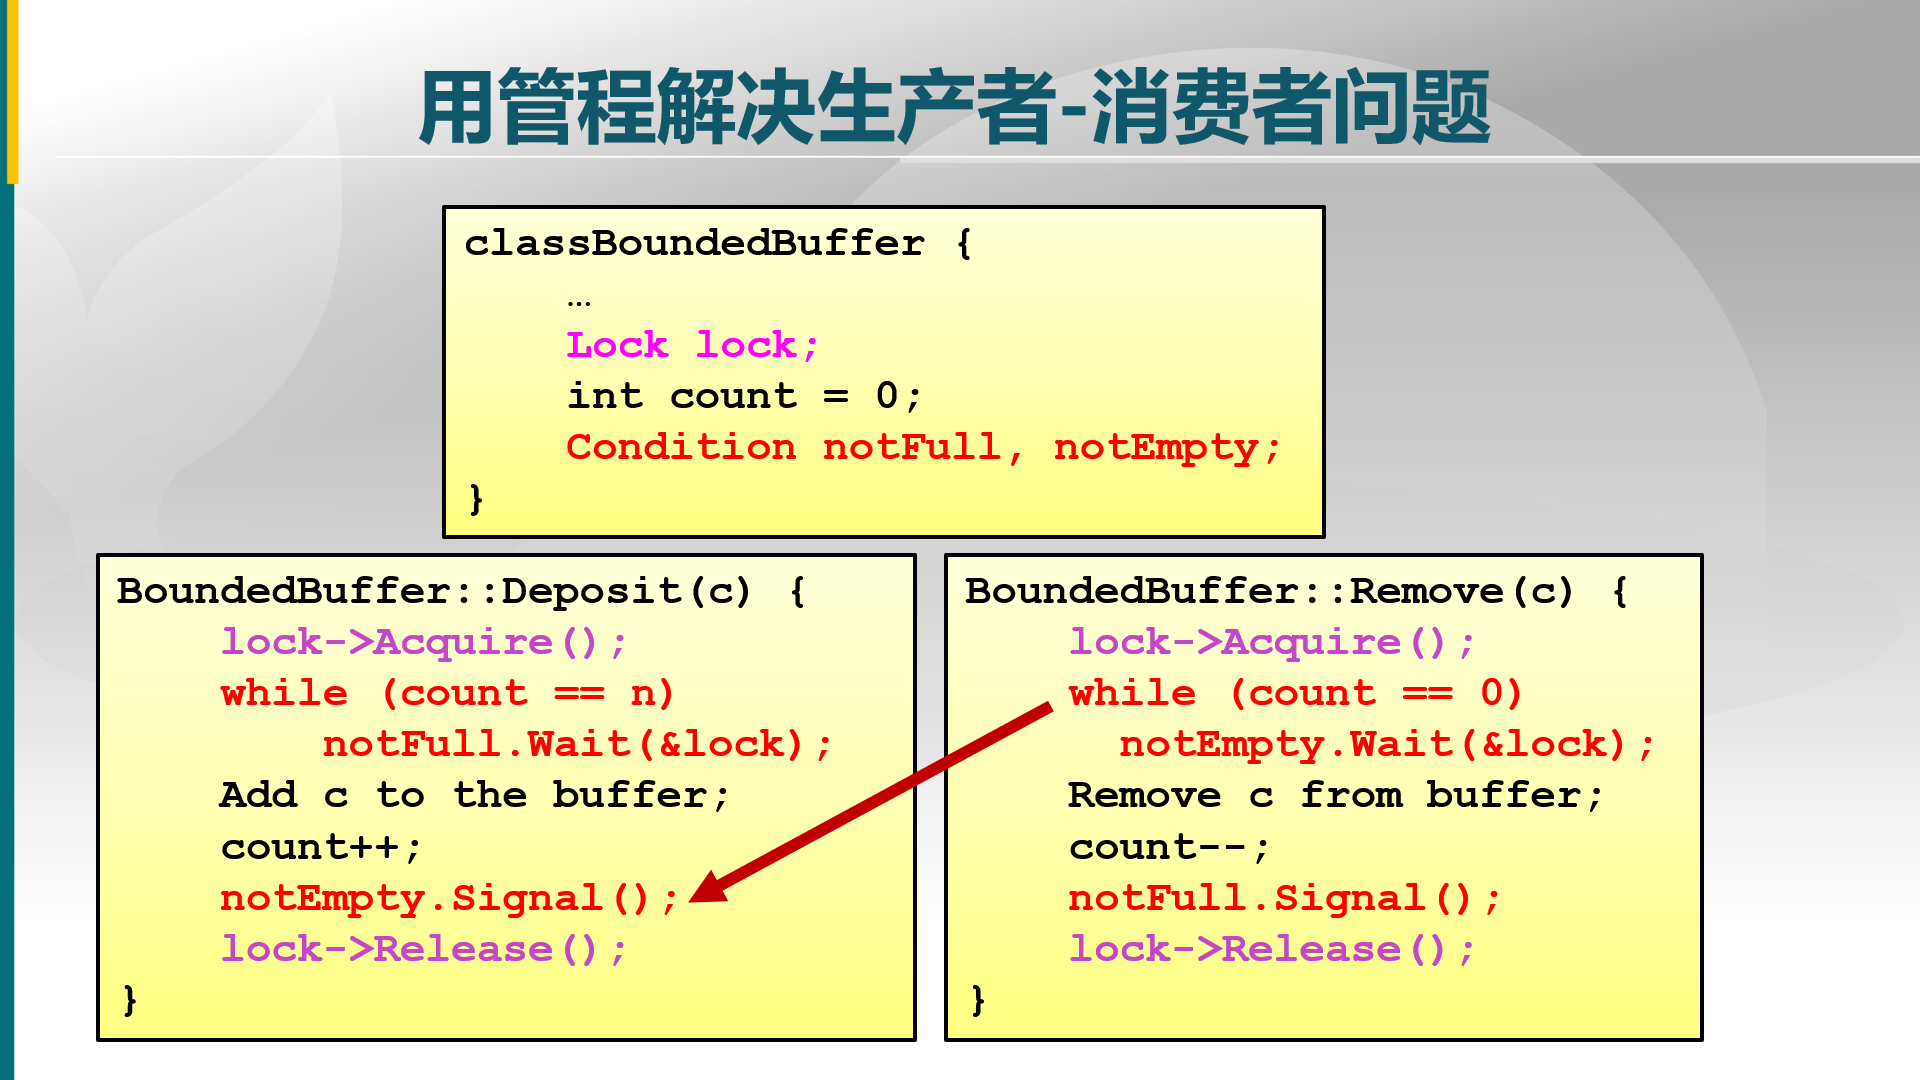 用管程解决生产者-消费者问题
classBoundedBuffer {
…
Lock lock;
int count = 0;
Condition notFull, notEmpty;
}
BoundedBuffer::Deposit(c) {
lock->Acquire();
while (count == n)
notFull.Wait(&lock);
Add c to the buffer;
count++;
notEmpty.Signal();
lock->Release();
}
BoundedBuffer::Remove(c) {
lock->Acquire();
while (count == 0)
notEmpty.Wait(&lock);
Remove c from buffer;
count--;
notFull.Signal();
lock->Release();
}